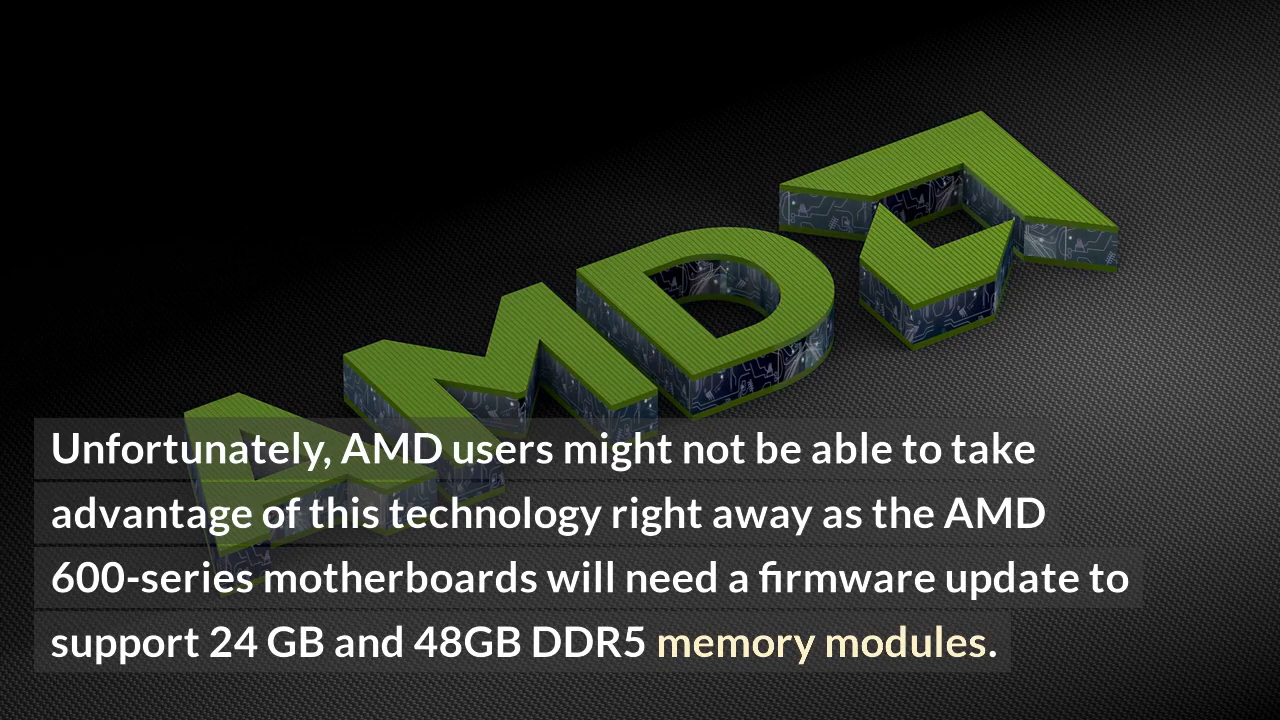 AMD
Unfortunately, AMD users might not be able to take
advantage of this technology right away as the AMD
600-series motherboards will need a firmware update to
support 24 GB and 48GB DDR5 memory modules.